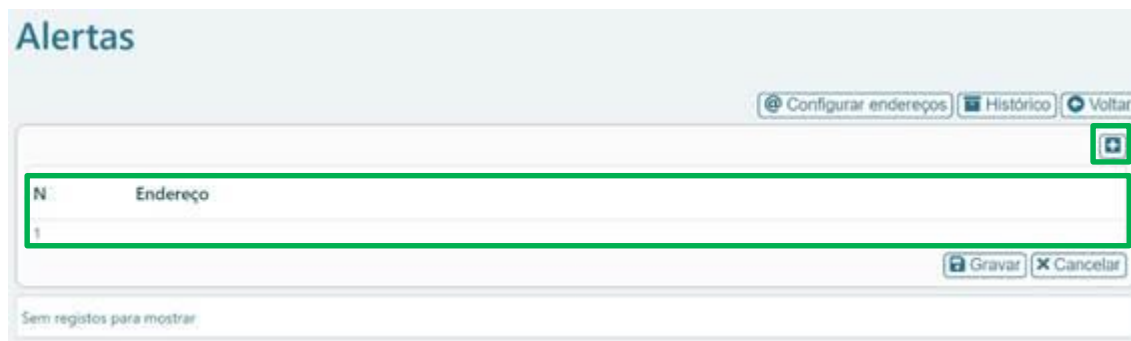 Alertas
@ Configurar endereços Histórico Voltar
N Endereço
1
Gravar Cancelar
Sem registos para mostrar